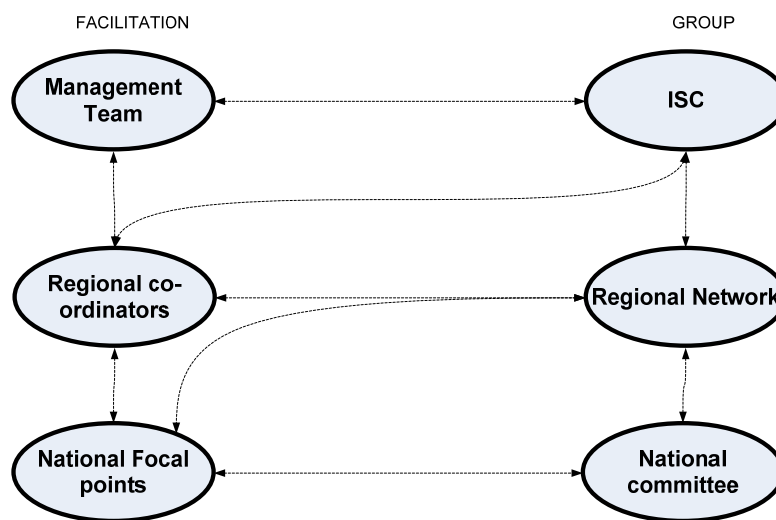 FACILITATION
GROUP
Management
Team
ISC
Regional co-
ordinators
Regional Network
National Focal
points
National
committee